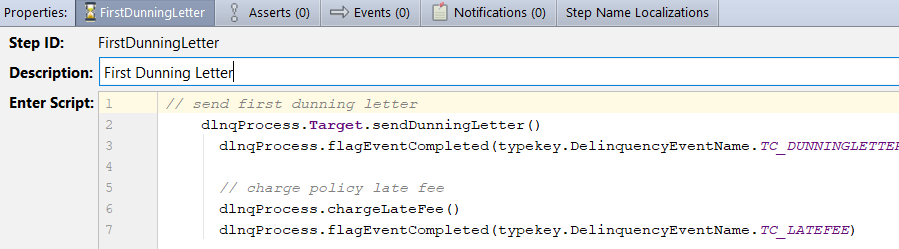 Properties: FirstDunningLetter Asserts (0) Events (0) Notifications (0) Step Name Localizations
Step ID: FirstDunningLetter
Description: First Dunning Letter
Enter Script: 1 // send first dunning letter
2 dlnqProcess.Target.sendDunningLetter()
3 dlnqProcess.flagEventCompleted(typekey.DelinquencyEventName.TC_DUNNINGLETTER
4
5 // charge policy late fee
6 dlnqProcess.chargeLateFee()
7 dlnqProcess.flagEventCompleted(typekey.DelinquencyEventName.TC_LATEFEE)